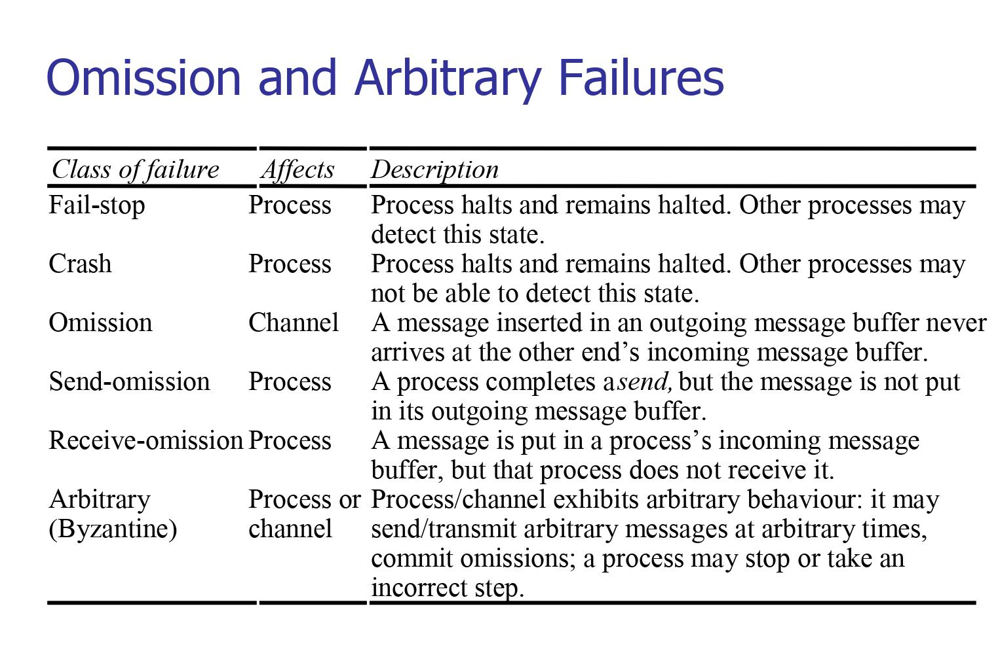 Omission and Arbitrary Failures
Class of failure Affects Description
Fail-stop Process Process halts and remains halted. Other processes may
detect this state.
Crash Process Process halts and remains halted. Other processes may
not be able to detect this state.
Omission Channel A message inserted in an outgoing message buffer never
arrives at the other end’s incoming message buffer.
Send-omission Process A process completes a send, but the message is not put
in its outgoing message buffer.
Receive-omission Process A message is put in a process’s incoming message
buffer, but that process does not receive it.
Arbitrary Process or Process/channel exhibits arbitrary behaviour: it may
(Byzantine) channel send/transmit arbitrary messages at arbitrary times,
commit omissions; a process may stop or take an
incorrect step.